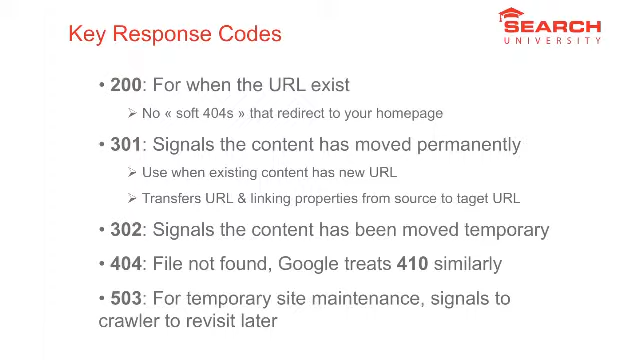 Key Response Codes
SEARCH
UNIVERSITY
• 200: For when the URL exist
➢ No « soft 404s » that redirect to your homepage
• 301: Signals the content has moved permanently
➢ Use when existing content has new URL
➢ Transfers URL & linking properties from source to taget URL
• 302: Signals the content has been moved temporary
• 404: File not found, Google treats 410 similarly
• 503: For temporary site maintenance, signals to
crawler to revisit later